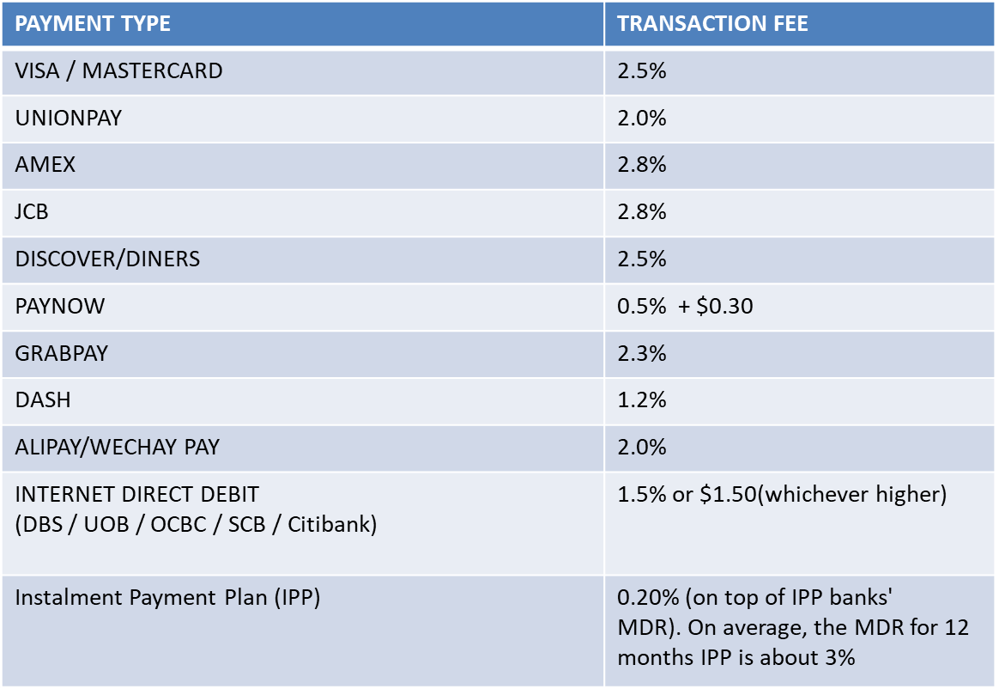 PAYMENT TYPE TRANSACTION FEE
VISA / MASTERCARD 2.5%
UNIONPAY 2.0%
AMEX 2.8%
JCB 2.8%
DISCOVER/DINERS 2.5%
PAYNOW 0.5%  + $0.30
GRABPAY 2.3%
DASH 1.2%
ALIPAY/WECHAY PAY 2.0%
INTERNET DIRECT DEBIT 1.5% or $1.50(whichever higher)
(DBS / UOB / OCBC / SCB / Citibank)
Instalment Payment Plan (IPP) 0.20% (on top of IPP banks'
MDR). On average, the MDR for 12
months IPP is about 3%